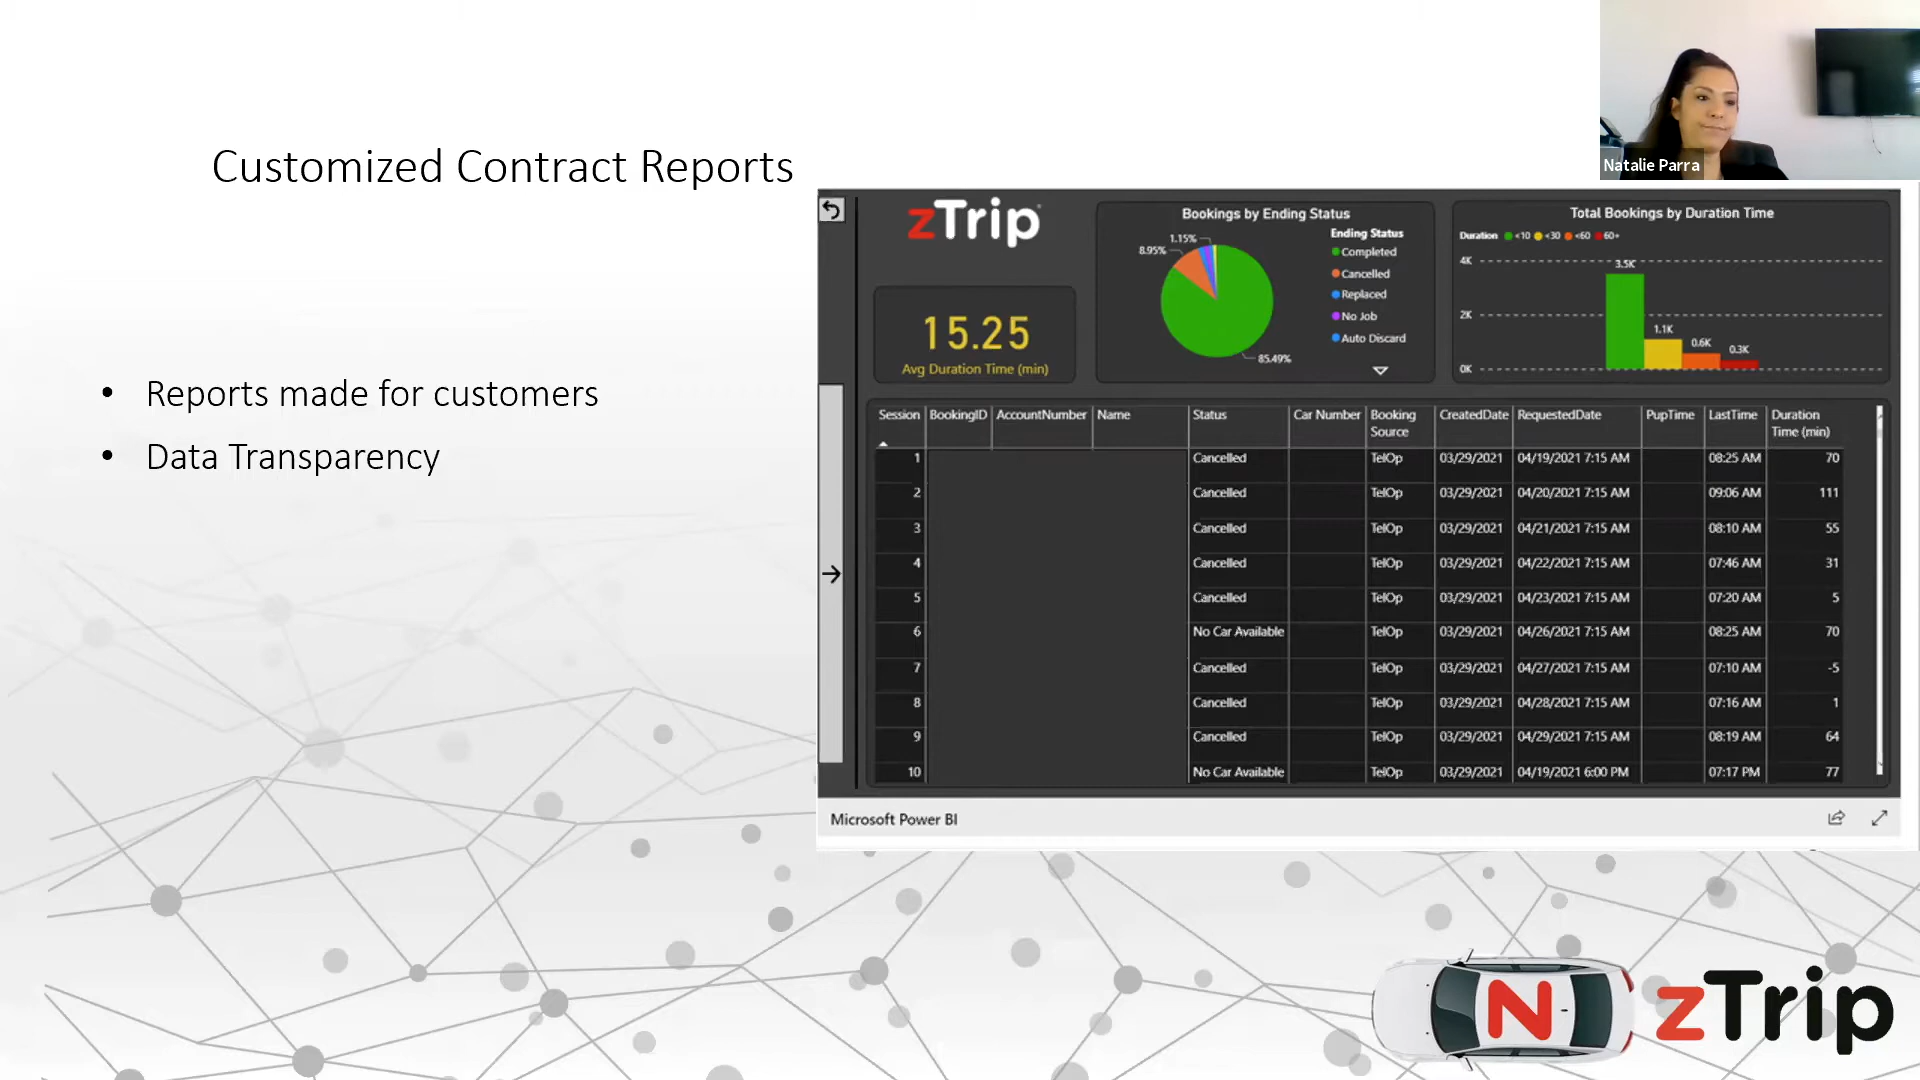 Customized Contract Reports
Natalie Parra
• Reports made for customers
• Data Transparency
zTrip
15.25
Avg Duration Time (min)
Bookings by Ending Status
1.15%
8.95%
85.49%
Ending Status
Completed
Cancelled
Replaced
No Job
Auto Discard
Total Bookings by Duration Time
Duration <10 <30 <60 60+
4K
2K
0K
3.5K
1.1K
0.6K
0.3K
Session BookingID AccountNumber Name Status Car Number Booking Source CreatedDate RequestedDate PupTime LastTime Duration Time (min)
1 Cancelled TelOp 03/29/2021 04/19/2021 7:15 AM 08:25 AM 70
2 Cancelled TelOp 03/29/2021 04/20/2021 7:15 AM 09:06 AM 111
3 Cancelled TelOp 03/29/2021 04/21/2021 7:15 AM 08:10 AM 55
4 Cancelled TelOp 03/29/2021 04/22/2021 7:15 AM 07:46 AM 31
5 Cancelled TelOp 03/29/2021 04/23/2021 7:15 AM 07:20 AM 5
6 No Car Available TelOp 03/29/2021 04/26/2021 7:15 AM 08:25 AM 70
7 Cancelled TelOp 03/29/2021 04/27/2021 7:15 AM 07:10 AM -5
8 Cancelled TelOp 03/29/2021 04/28/2021 7:15 AM 07:16 AM 1
9 Cancelled TelOp 03/29/2021 04/29/2021 7:15 AM 08:19 AM 64
10 No Car Available TelOp 03/29/2021 04/19/2021 6:00 PM 07:17 PM 77
Microsoft Power BI
N
zTrip